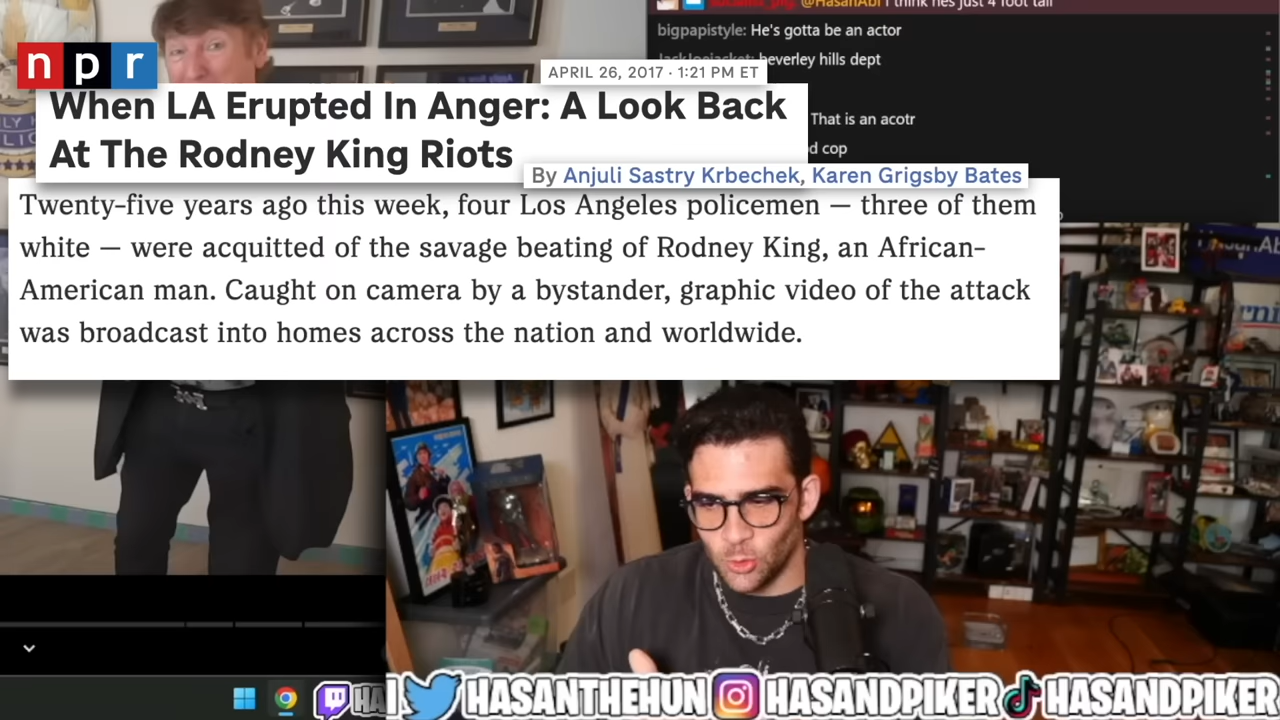 npr
@HasanAbi I think hes just 4 foot tall
bigpapistyle: He's gotta be an actor
JackJoejacket: beverley hills dept
APRIL 26, 2017 · 1:21 PM ET
When LA Erupted In Anger: A Look Back
At The Rodney King Riots
That is an acotr
cop
By Anjuli Sastry Krbechek, Karen Grigsby Bates
Twenty-five years ago this week, four Los Angeles policemen — three of them
white — were acquitted of the savage beating of Rodney King, an African-
American man. Caught on camera by a bystander, graphic video of the attack
was broadcast into homes across the nation and worldwide.
HASANTHEHUN HASANDPIKER HASANDPIKER